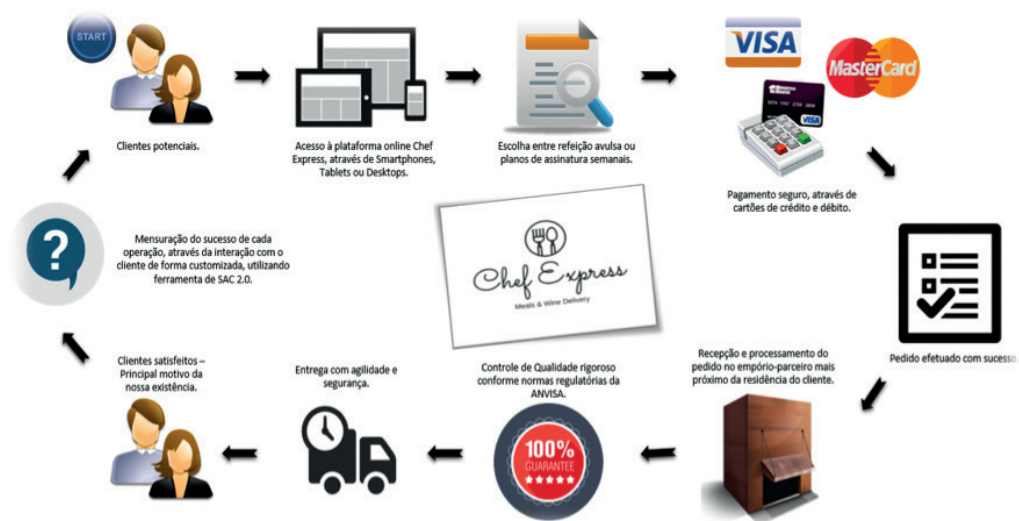 START
Clientes potenciais.
Acesso à plataforma online Chef
Express, através de Smartphones,
Tablets ou Desktops.
Escolha entre refeição avulsa ou
planos de assinatura semanais.
VISA
MasterCard
VISA
Pagamento seguro, através de
cartões de crédito e débito.
Pedido efetuado com sucesso.
Recepção e processamento do
pedido no empório-parceiro mais
próximo da residência do cliente.
Controle de Qualidade rigoroso
conforme normas regulatórias da
ANVISA.
100%
GUARANTEE
Entrega com agilidade e
segurança.
Clientes satisfeitos –
Principal motivo da
nossa existência.
?
Mensuração do sucesso de cada
operação, através da interação com o
cliente de forma customizada, utilizando
ferramenta de SAC 2.0.
Chef Express
Meals & Wine Delivery